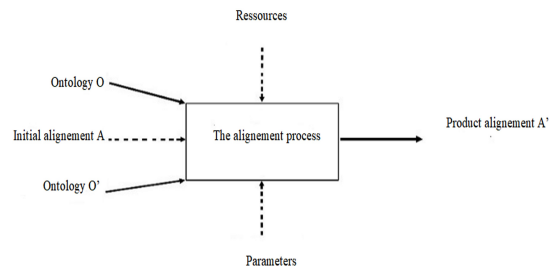 Ressources
Ontology O
Product alignement A’
Initial alignement A
The alignement process
Ontology O’
Parameters